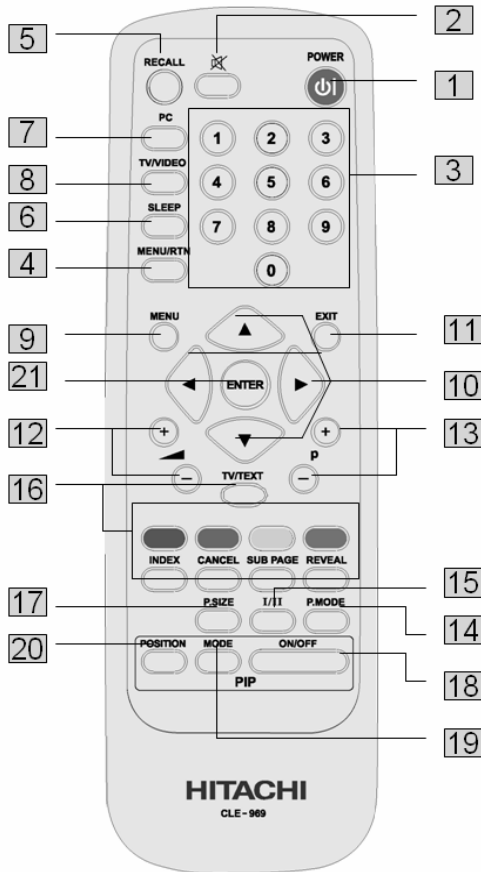 2
5
RECALL
POWER
1
PC
7
1 2 3
TV/VIDEO
3
8
4 5 6
SLEEP
6
7 8 9
MENU/RTN
4
0
MENU
EXIT
11
9
▲
21
◄ ENTER ►
10
12
+
+
13
▼
p
−
TV/TEXT
−
16
INDEX CANCEL SUB PAGE REVEAL
15
17
P.SIZE I/II P.MODE
14
20
POSITION MODE ON/OFF
18
PIP
19
HITACHI
CLE - 969